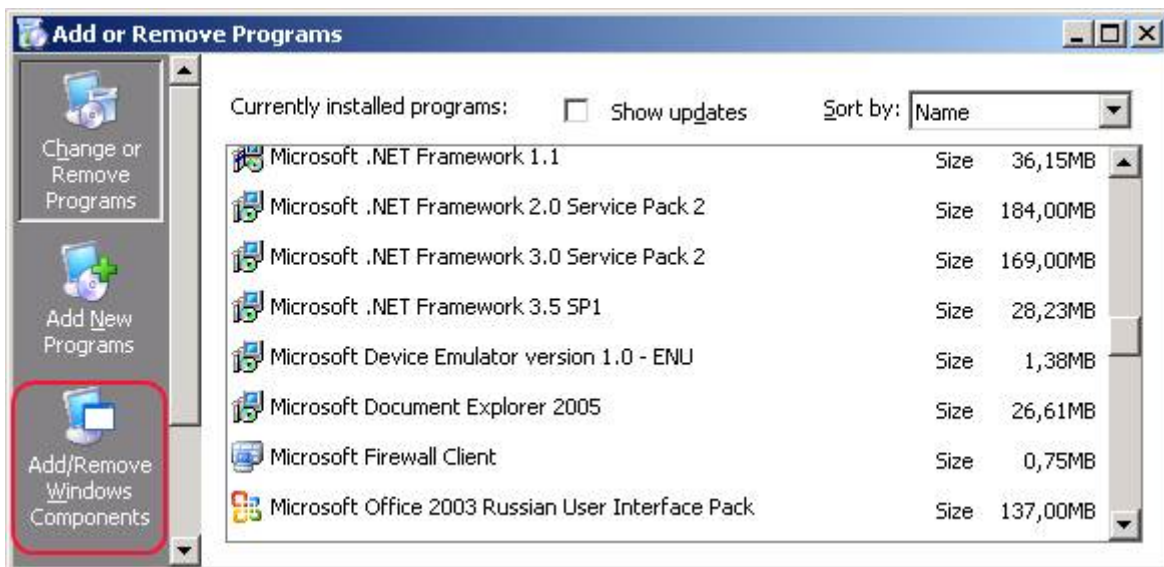 Add or Remove Programs
Change or
Remove
Programs
Add New
Programs
Add/Remove
Windows
Components
Currently installed programs: Show updates Sort by: Name
Microsoft .NET Framework 1.1 Size 36,15MB
Microsoft .NET Framework 2.0 Service Pack 2 Size 184,00MB
Microsoft .NET Framework 3.0 Service Pack 2 Size 169,00MB
Microsoft .NET Framework 3.5 SP1 Size 28,23MB
Microsoft Device Emulator version 1.0 - ENU Size 1,38MB
Microsoft Document Explorer 2005 Size 26,61MB
Microsoft Firewall Client Size 0,75MB
Microsoft Office 2003 Russian User Interface Pack Size 137,00MB